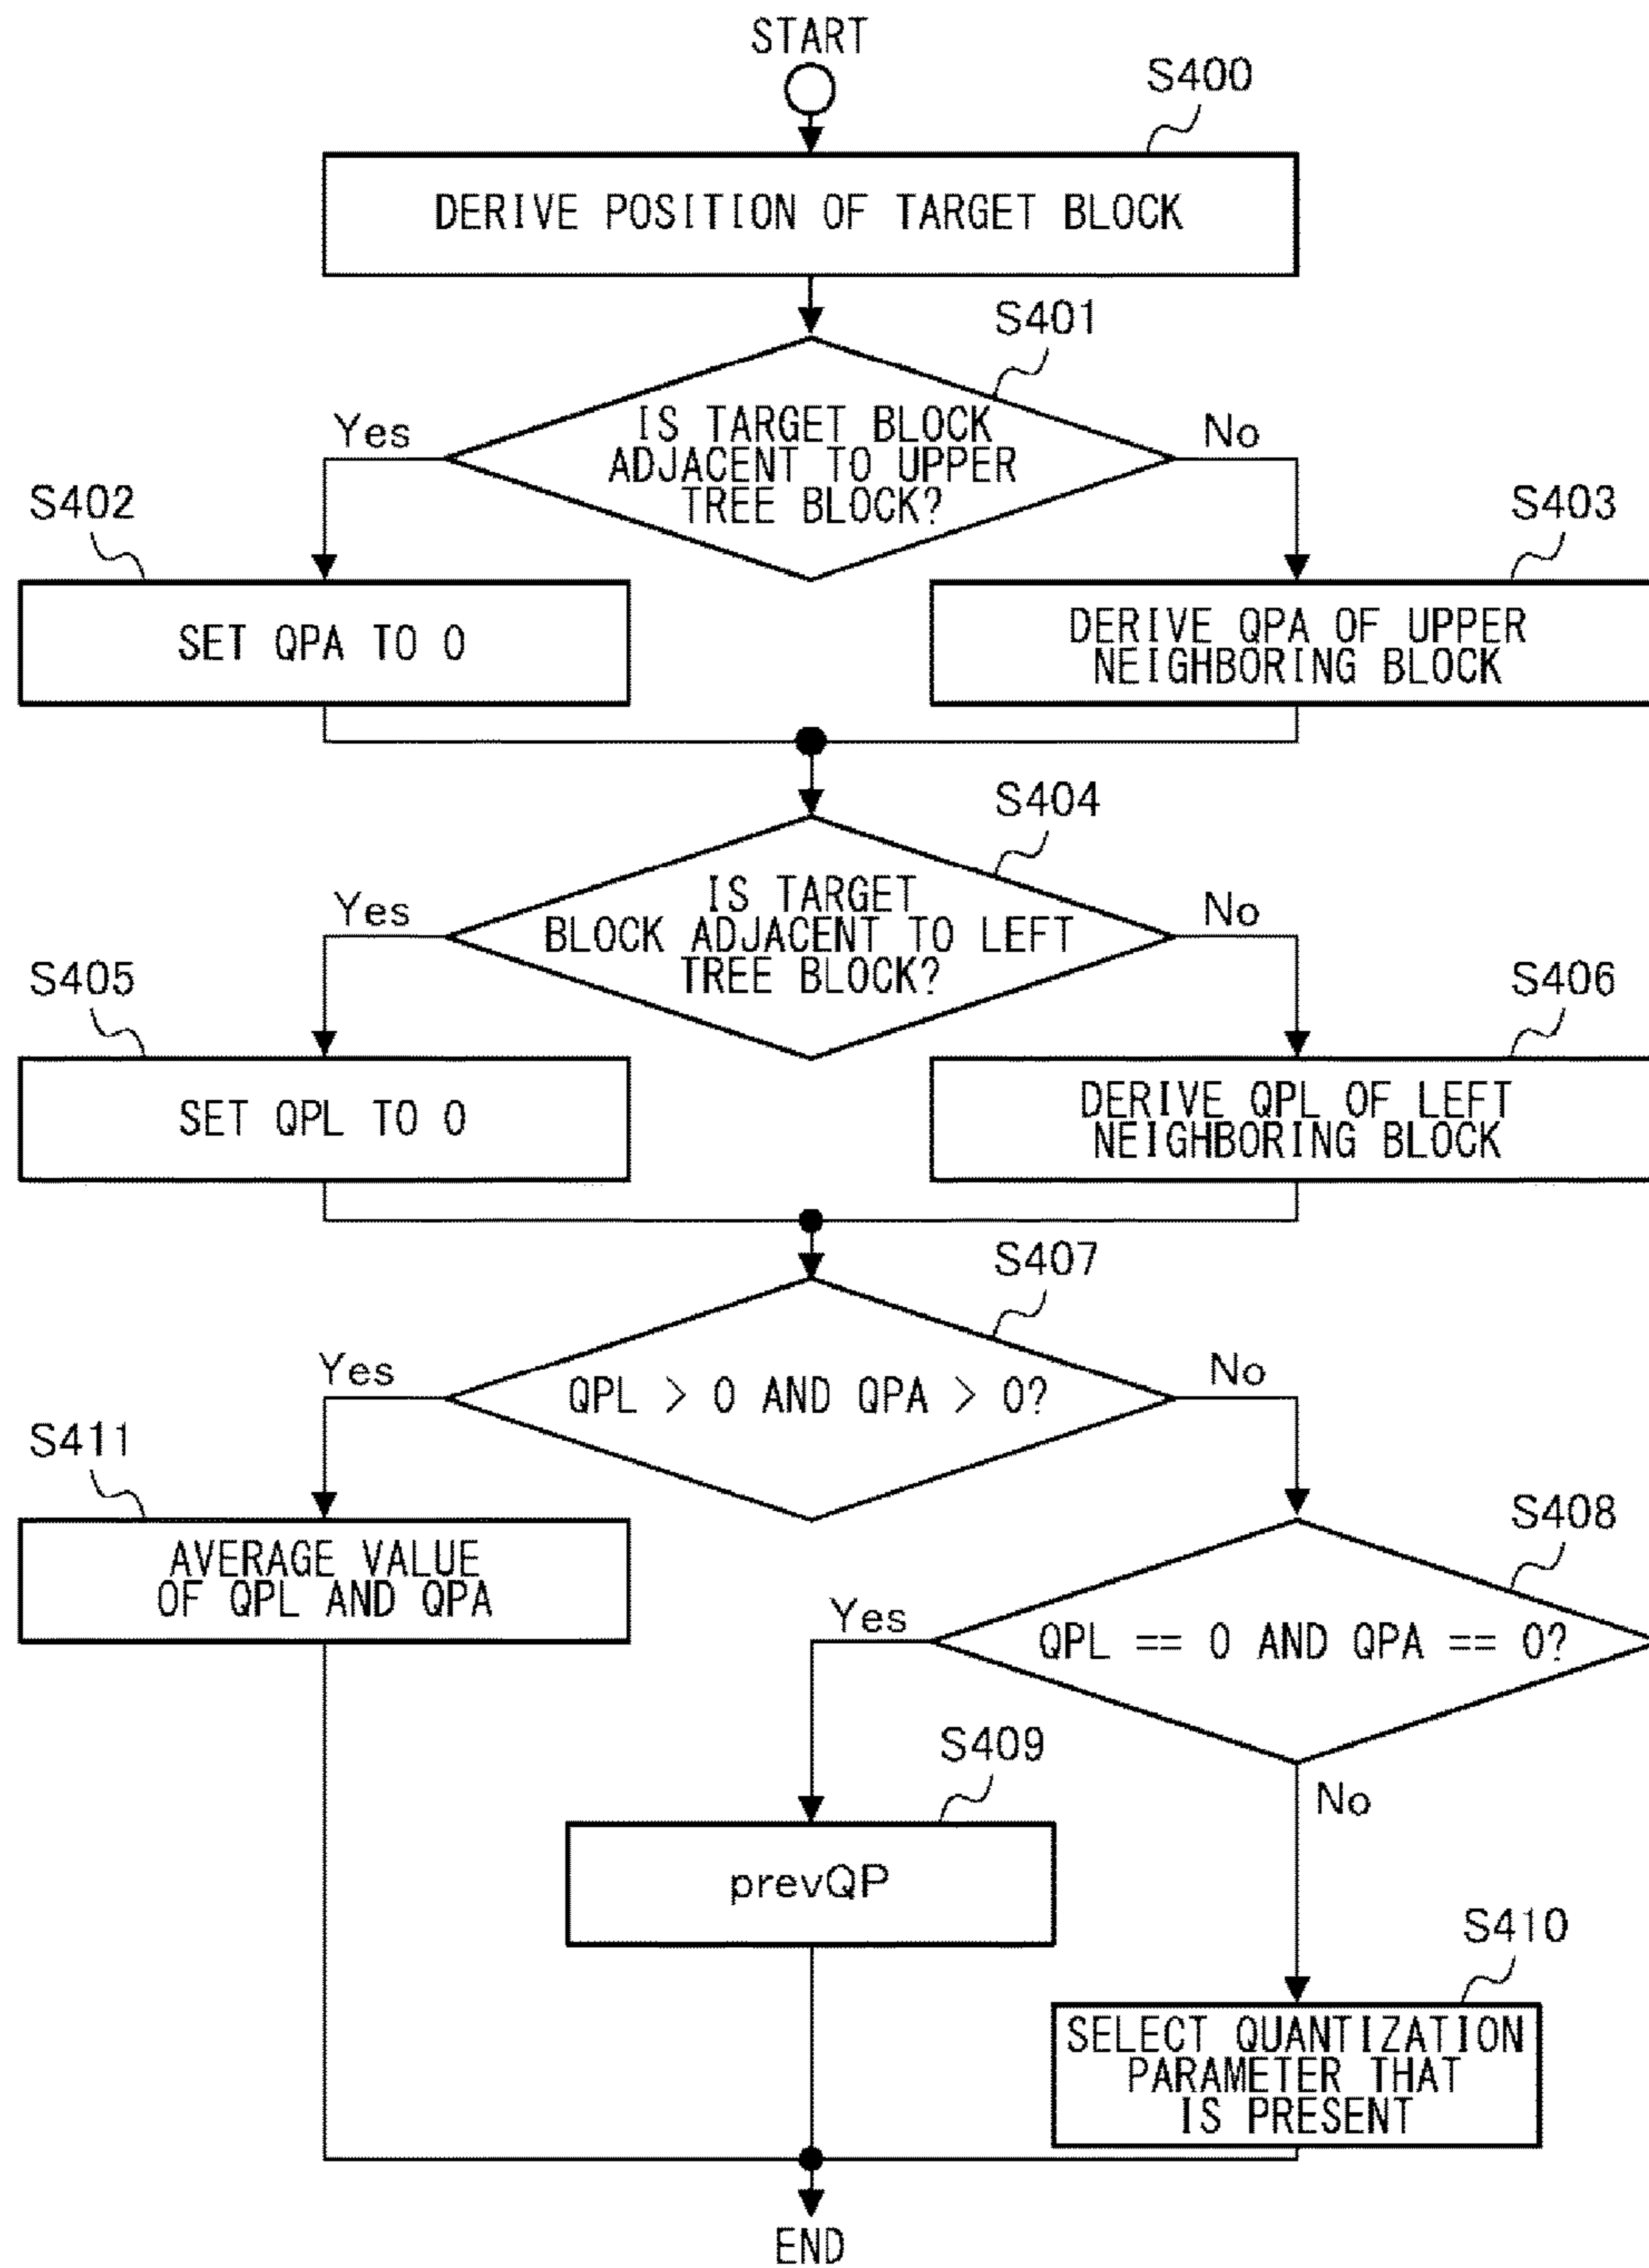 START
S400
DERIVE POSITION OF TARGET BLOCK
S401
IS TARGET BLOCK
ADJACENT TO UPPER
TREE BLOCK?
Yes
No
S402
S403
SET QPA TO 0
DERIVE QPA OF UPPER
NEIGHBORING BLOCK
S404
IS TARGET
BLOCK ADJACENT TO LEFT
TREE BLOCK?
Yes
No
S405
S406
SET QPL TO 0
DERIVE QPL OF LEFT
NEIGHBORING BLOCK
S407
QPL > 0 AND QPA > 0?
Yes
No
S411
S408
AVERAGE VALUE
OF QPL AND QPA
QPL == 0 AND QPA == 0?
Yes
No
S409
prevQP
S410
SELECT QUANTIZATION
PARAMETER THAT
IS PRESENT
END